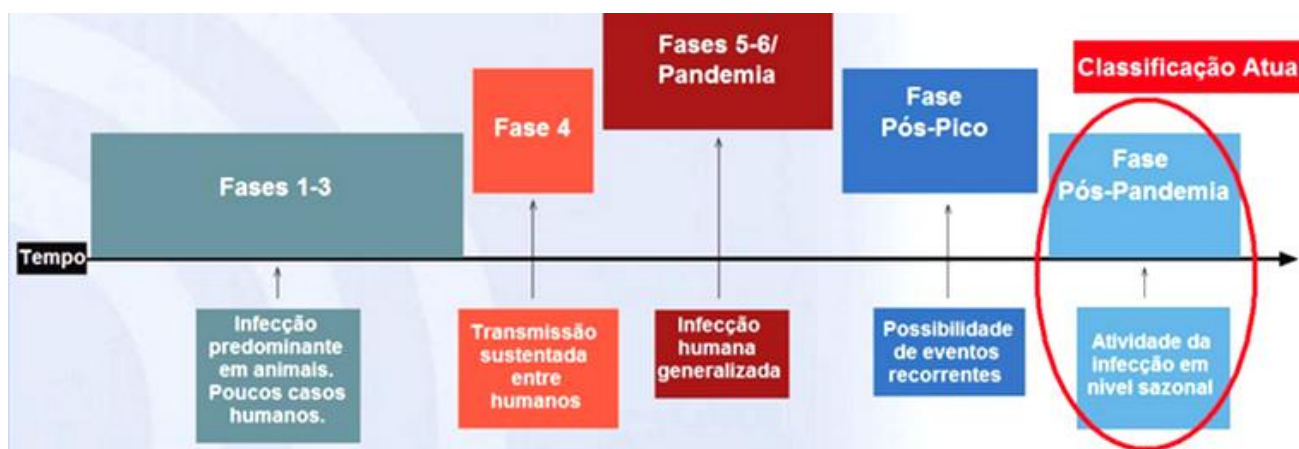 Fases 5-6/
Pandemia
Classificação Atua
Fase
Pós-Pico
Fase 4
Fase
Pós-Pandemia
Fases 1-3
Tempo
Infecção
predominante
em animais.
Poucos casos
humanos.
Transmissão
sustentada
entre
humanos
Infecção
humana
generalizada
Possibilidade
de eventos
recorrentes
Atividade da
infecção em
nivel sazonal